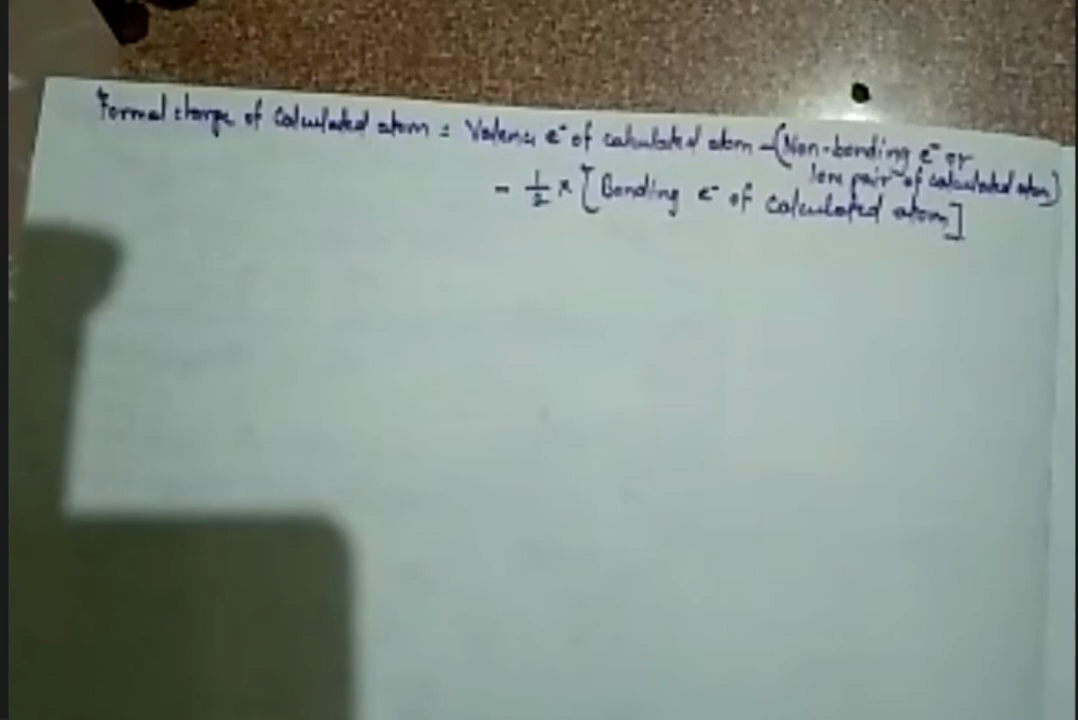 Formal charge of calculated atom = Valence e⁻ of calculated atom - (Non-bonding e⁻ or
lone pair e⁻ of calculated atom)
- 1/2 × [Bonding e⁻ of calculated atom]